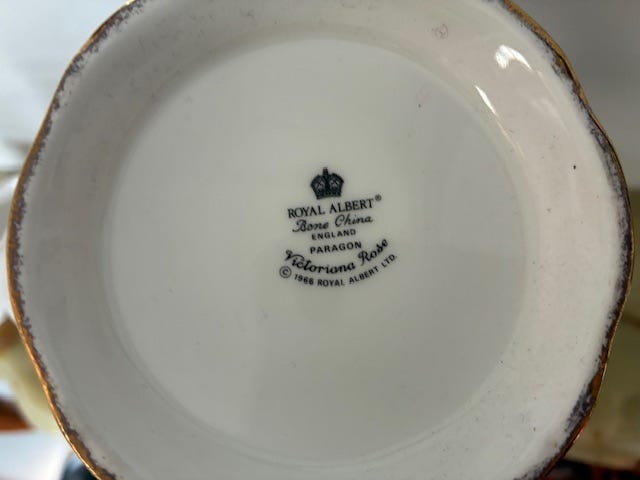 ROYAL ALBERT®
Bone China
ENGLAND
PARAGON
Victoriana Rose
© 1966 ROYAL ALBERT LTD.